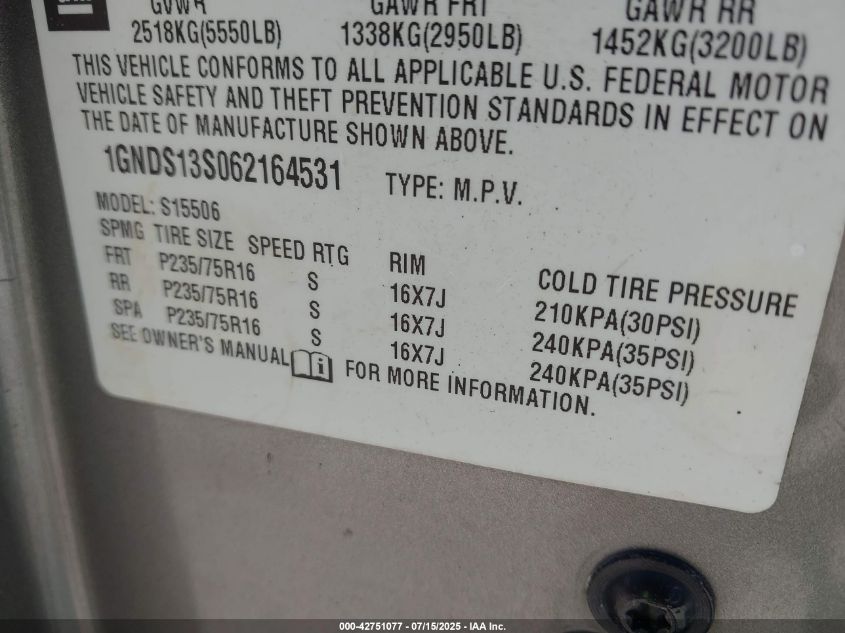 GVWR GAWR FRT GAWR RR
2518KG(5550LB) 1338KG(2950LB) 1452KG(3200LB)
THIS VEHICLE CONFORMS TO ALL APPLICABLE U.S. FEDERAL MOTOR
VEHICLE SAFETY AND THEFT PREVENTION STANDARDS IN EFFECT ON
THE DATE OF MANUFACTURE SHOWN ABOVE.
1GNDS13S062164531 TYPE: M.P.V.
MODEL: S15506
SPMG TIRE SIZE SPEED RTG RIM COLD TIRE PRESSURE
FRT P235/75R16 S 16X7J 210KPA(30PSI)
RR P235/75R16 S 16X7J 240KPA(35PSI)
SPA P235/75R16 S 16X7J 240KPA(35PSI)
SEE OWNER'S MANUAL FOR MORE INFORMATION.
000-42751077 - 07/15/2025 - IAA Inc.